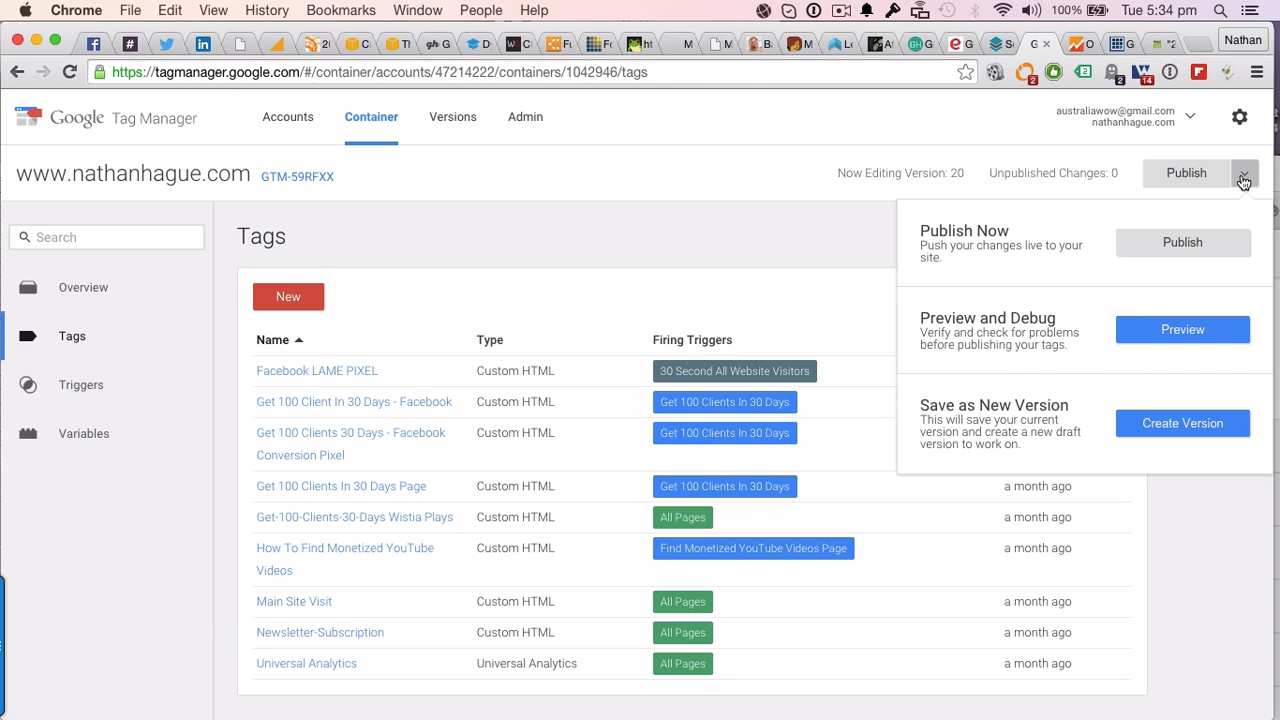 Chrome File Edit View History Bookmarks Window People Help 100% Tue 5:34 pm
Nathan
https://tagmanager.google.com/#/container/accounts/47214222/containers/1042946/tags
Google Tag Manager
Accounts Container Versions Admin
australiawow@gmail.com
nathanhague.com
www.nathanhague.com GTM-59RFXX
Now Editing Version: 20 Unpublished Changes: 0 Publish
Search
Overview
Tags
Triggers
Variables
Tags
New
Publish Now
Push your changes live to your
site.
Publish
Preview and Debug
Verify and check for problems
before publishing your tags.
Preview
Save as New Version
This will save your current
version and create a new draft
version to work on.
Create Version
Name Type Firing Triggers
Facebook LAME PIXEL Custom HTML 30 Second All Website Visitors
Get 100 Client In 30 Days - Facebook Custom HTML Get 100 Clients In 30 Days
Get 100 Clients 30 Days - Facebook Custom HTML Get 100 Clients In 30 Days
Conversion Pixel
Get 100 Clients In 30 Days Page Custom HTML Get 100 Clients In 30 Days a month ago
Get-100-Clients-30-Days Wistia Plays Custom HTML All Pages a month ago
How To Find Monetized YouTube Custom HTML Find Monetized YouTube Videos Page a month ago
Videos
Main Site Visit Custom HTML All Pages a month ago
Newsletter-Subscription Custom HTML All Pages a month ago
Universal Analytics Universal Analytics All Pages a month ago